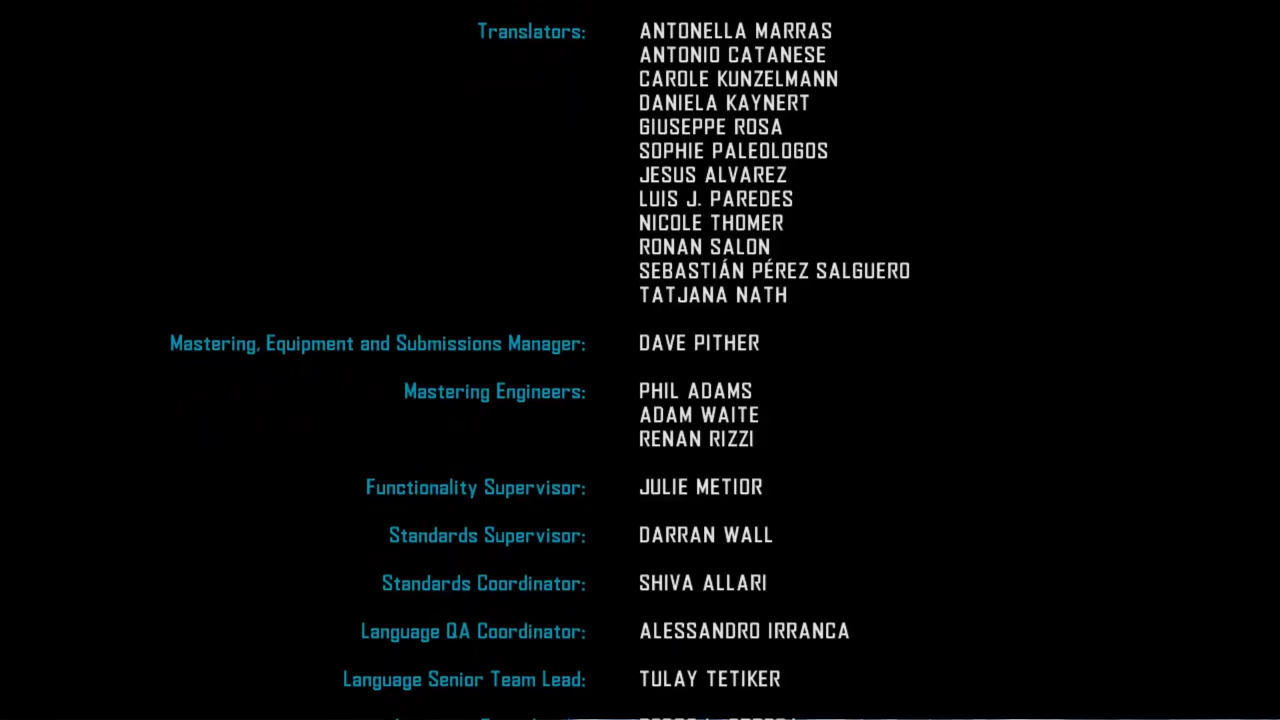 Translators: ANTONELLA MARRAS
ANTONIO CATANESE
CAROLE KUNZELMANN
DANIELA KAYNERT
GIUSEPPE ROSA
SOPHIE PALEOLOGOS
JESUS ALVAREZ
LUIS J. PAREDES
NICOLE THOMER
RONAN SALON
SEBASTIÁN PÉREZ SALGUERO
TATJANA NATH
Mastering, Equipment and Submissions Manager: DAVE PITHER
Mastering Engineers: PHIL ADAMS
ADAM WAITE
RENAN RIZZI
Functionality Supervisor: JULIE METIOR
Standards Supervisor: DARRAN WALL
Standards Coordinator: SHIVA ALLARI
Language QA Coordinator: ALESSANDRO IRRANCA
Language Senior Team Lead: TULAY TETIKER